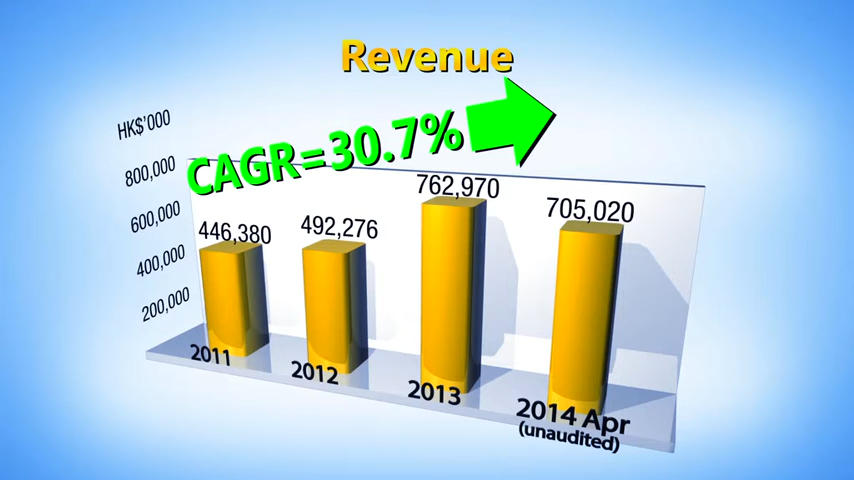 Revenue
CAGR=30.7%
HK$'000
800,000
600,000
400,000
200,000
446,380
492,276
762,970
705,020
2011
2012
2013
2014 Apr
(unaudited)